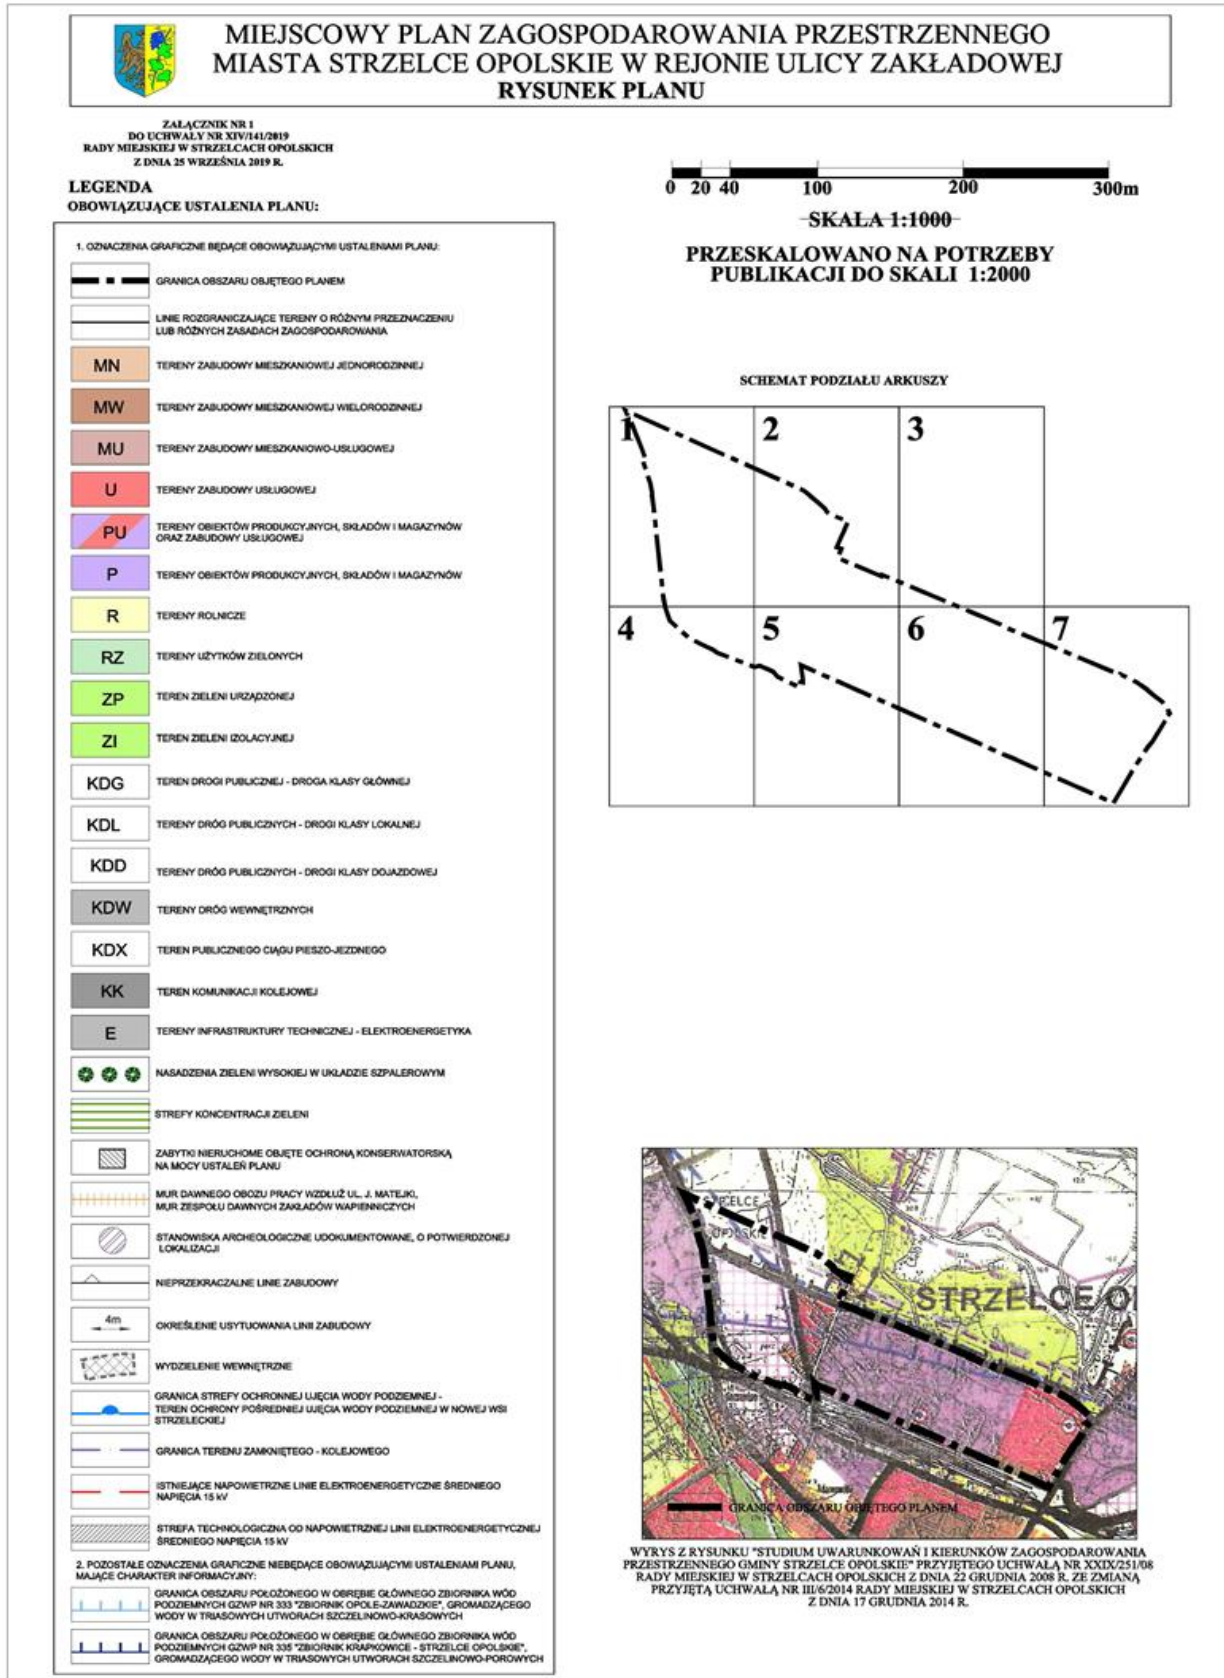 MIEJSCOWY PLAN ZAGOSPODAROWANIA PRZESTRZENNEGO
MIASTA STRZELCE OPOLSKIE W REJONIE ULICY ZAKŁADOWEJ
RYSUNEK PLANU
ZAŁĄCZNIK NR 1
DO UCHWAŁY NR XIV/141/2019
RADY MIEJSKIEJ W STRZELCACH OPOLSKICH
Z DNIA 25 WRZEŚNIA 2019 R.
LEGENDA
OBOWIĄZUJĄCE USTALENIA PLANU:
1. OZNACZENIA GRAFICZNE BĘDĄCE OBOWIĄZUJĄCYMI USTALENIAMI PLANU:
GRANICA OBSZARU OBJĘTEGO PLANEM
LINIE ROZGRANICZAJĄCE TERENY O RÓŻNYM PRZEZNACZENIU
LUB RÓŻNYCH ZASADACH ZAGOSPODAROWANIA
MN TERENY ZABUDOWY MIESZKANIOWEJ JEDNORODZINNEJ
MW TERENY ZABUDOWY MIESZKANIOWEJ WIELORODZINNEJ
MU TERENY ZABUDOWY MIESZKANIOWO-USŁUGOWEJ
U TERENY ZABUDOWY USŁUGOWEJ
PU TERENY OBIEKTÓW PRODUKCYJNYCH, SKŁADÓW I MAGAZYNÓW
ORAZ ZABUDOWY USŁUGOWEJ
P TERENY OBIEKTÓW PRODUKCYJNYCH, SKŁADÓW I MAGAZYNÓW
R TERENY ROLNICZE
RZ TERENY UŻYTKÓW ZIELONYCH
ZP TEREN ZIELENI URZĄDZONEJ
ZI TEREN ZIELENI IZOLACYJNEJ
KDG TEREN DROGI PUBLICZNEJ - DROGA KLASY GŁÓWNEJ
KDL TERENY DRÓG PUBLICZNYCH - DROGI KLASY LOKALNEJ
KDD TERENY DRÓG PUBLICZNYCH - DROGI KLASY DOJAZDOWEJ
KDW TERENY DRÓG WEWNĘTRZNYCH
KDX TEREN PUBLICZNEGO CIĄGU PIESZO-JEZDNEGO
KK TEREN KOMUNIKACJI KOLEJOWEJ
E TERENY INFRASTRUKTURY TECHNICZNEJ - ELEKTROENERGETYKA
NASADZENIA ZIELENI WYSOKIEJ W UKŁADZIE SZPALEROWYM
STREFY KONCENTRACJI ZIELENI
ZABYTKI NIERUCHOME OBJĘTE OCHRONĄ KONSERWATORSKĄ
NA MOCY USTALEŃ PLANU
MUR DAWNEGO OBOZU PRACY WZDŁUŻ UL. J. MATEJKI,
MUR ZESPOŁU DAWNYCH ZAKŁADÓW WAPIENNICZYCH
STANOWISKA ARCHEOLOGICZNE UDOKUMENTOWANE, O POTWIERDZONEJ
LOKALIZACJI
NIEPRZEKRACZALNE LINIE ZABUDOWY
4m OKREŚLENIE USYTUOWANIA LINII ZABUDOWY
WYDZIELENIE WEWNĘTRZNE
GRANICA STREFY OCHRONNEJ UJĘCIA WODY PODZIEMNEJ -
TEREN OCHRONY POŚREDNIEJ UJĘCIA WODY PODZIEMNEJ W NOWEJ WSI
STRZELECKIEJ
GRANICA TERENU ZAMKNIĘTEGO - KOLEJOWEGO
ISTNIEJĄCE NAPOWIETRZNE LINIE ELEKTROENERGETYCZNE ŚREDNIEGO
NAPIĘCIA 15 kV
STREFA TECHNOLOGICZNA OD NAPOWIETRZNEJ LINII ELEKTROENERGETYCZNEJ
ŚREDNIEGO NAPIĘCIA 15 kV
2. POZOSTAŁE OZNACZENIA GRAFICZNE NIEBĘDĄCE OBOWIĄZUJĄCYMI USTALENIAMI PLANU,
MAJĄCE CHARAKTER INFORMACYJNY:
GRANICA OBSZARU POŁOŻONEGO W OBRĘBIE GŁÓWNEGO ZBIORNIKA WÓD
PODZIEMNYCH GZWP NR 333 "ZBIORNIK OPOLE-ZAWADZKIE", GROMADZĄCEGO
WODY W TRIASOWYCH UTWORACH SZCZELINOWO-KRASOWYCH
GRANICA OBSZARU POŁOŻONEGO W OBRĘBIE GŁÓWNEGO ZBIORNIKA WÓD
PODZIEMNYCH GZWP NR 335 "ZBIORNIK KRAPKOWICE - STRZELCE OPOLSKIE",
GROMADZĄCEGO WODY W TRIASOWYCH UTWORACH SZCZELINOWO-POROWYCH
0 20 40 100 200 300m
SKALA 1:1000
PRZESKALOWANO NA POTRZEBY
PUBLIKACJI DO SKALI 1:2000
SCHEMAT PODZIAŁU ARKUSZY
1 2 3
4 5 6 7
STRZELCE
OPOLSKIE
STRZELCE O
GRANICA OBSZARU OBJĘTEGO PLANEM
WYRYS Z RYSUNKU "STUDIUM UWARUNKOWAŃ I KIERUNKÓW ZAGOSPODAROWANIA
PRZESTRZENNEGO GMINY STRZELCE OPOLSKIE" PRZYJĘTEGO UCHWAŁĄ NR XXIX/251/08
RADY MIEJSKIEJ W STRZELCACH OPOLSKICH Z DNIA 22 GRUDNIA 2008 R. ZE ZMIANĄ
PRZYJĘTĄ UCHWAŁĄ NR III/6/2014 RADY MIEJSKIEJ W STRZELCACH OPOLSKICH
Z DNIA 17 GRUDNIA 2014 R.